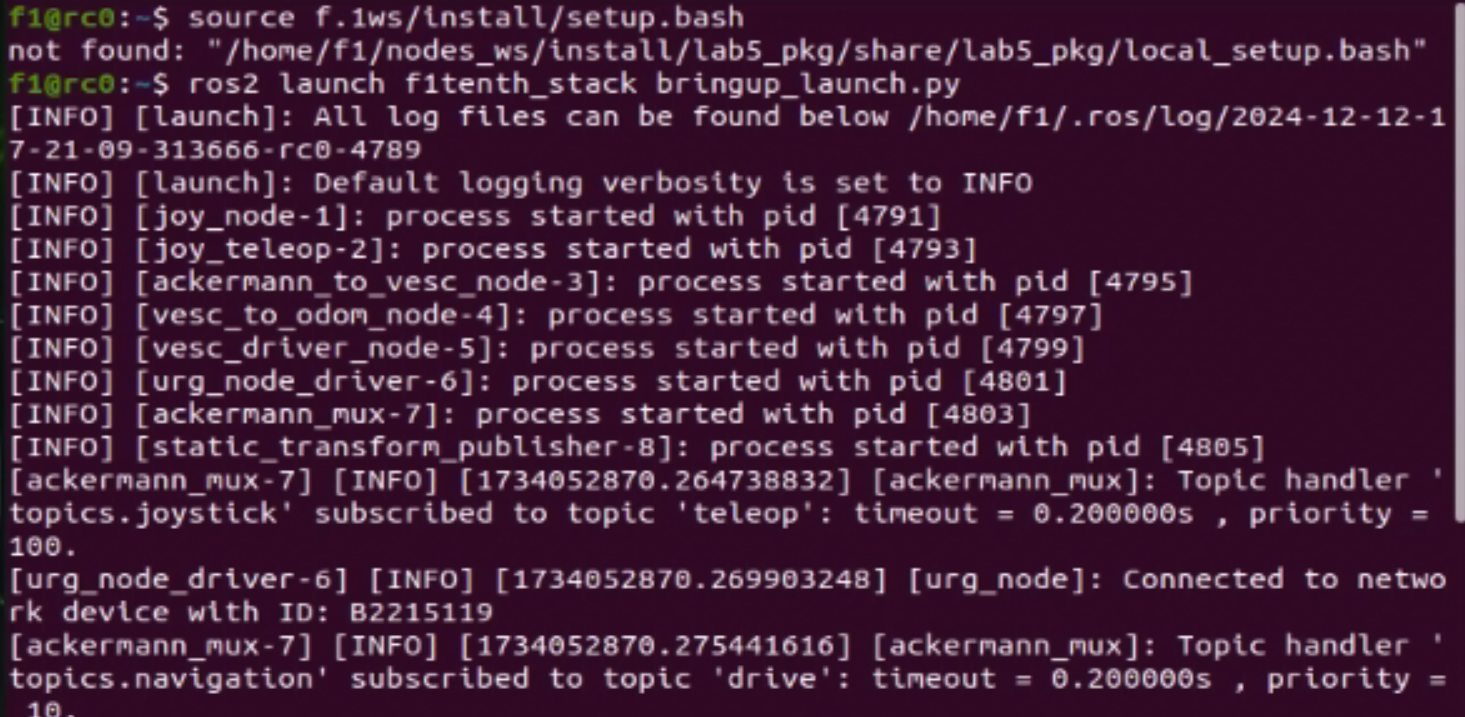 f1@rc0:~$ source f.1ws/install/setup.bash
not found: "/home/f1/nodes_ws/install/lab5_pkg/share/lab5_pkg/local_setup.bash"
f1@rc0:~$ ros2 launch f1tenth_stack bringup_launch.py
[INFO] [launch]: All log files can be found below /home/f1/.ros/log/2024-12-12-1
7-21-09-313666-rc0-4789
[INFO] [launch]: Default logging verbosity is set to INFO
[INFO] [joy_node-1]: process started with pid [4791]
[INFO] [joy_teleop-2]: process started with pid [4793]
[INFO] [ackermann_to_vesc_node-3]: process started with pid [4795]
[INFO] [vesc_to_odom_node-4]: process started with pid [4797]
[INFO] [vesc_driver_node-5]: process started with pid [4799]
[INFO] [urg_node_driver-6]: process started with pid [4801]
[INFO] [ackermann_mux-7]: process started with pid [4803]
[INFO] [static_transform_publisher-8]: process started with pid [4805]
[ackermann_mux-7] [INFO] [1734052870.264738832] [ackermann_mux]: Topic handler '
topics.joystick' subscribed to topic 'teleop': timeout = 0.200000s , priority =
100.
[urg_node_driver-6] [INFO] [1734052870.269903248] [urg_node]: Connected to netwo
rk device with ID: B2215119
[ackermann_mux-7] [INFO] [1734052870.275441616] [ackermann_mux]: Topic handler '
topics.navigation' subscribed to topic 'drive': timeout = 0.200000s , priority =
 10.